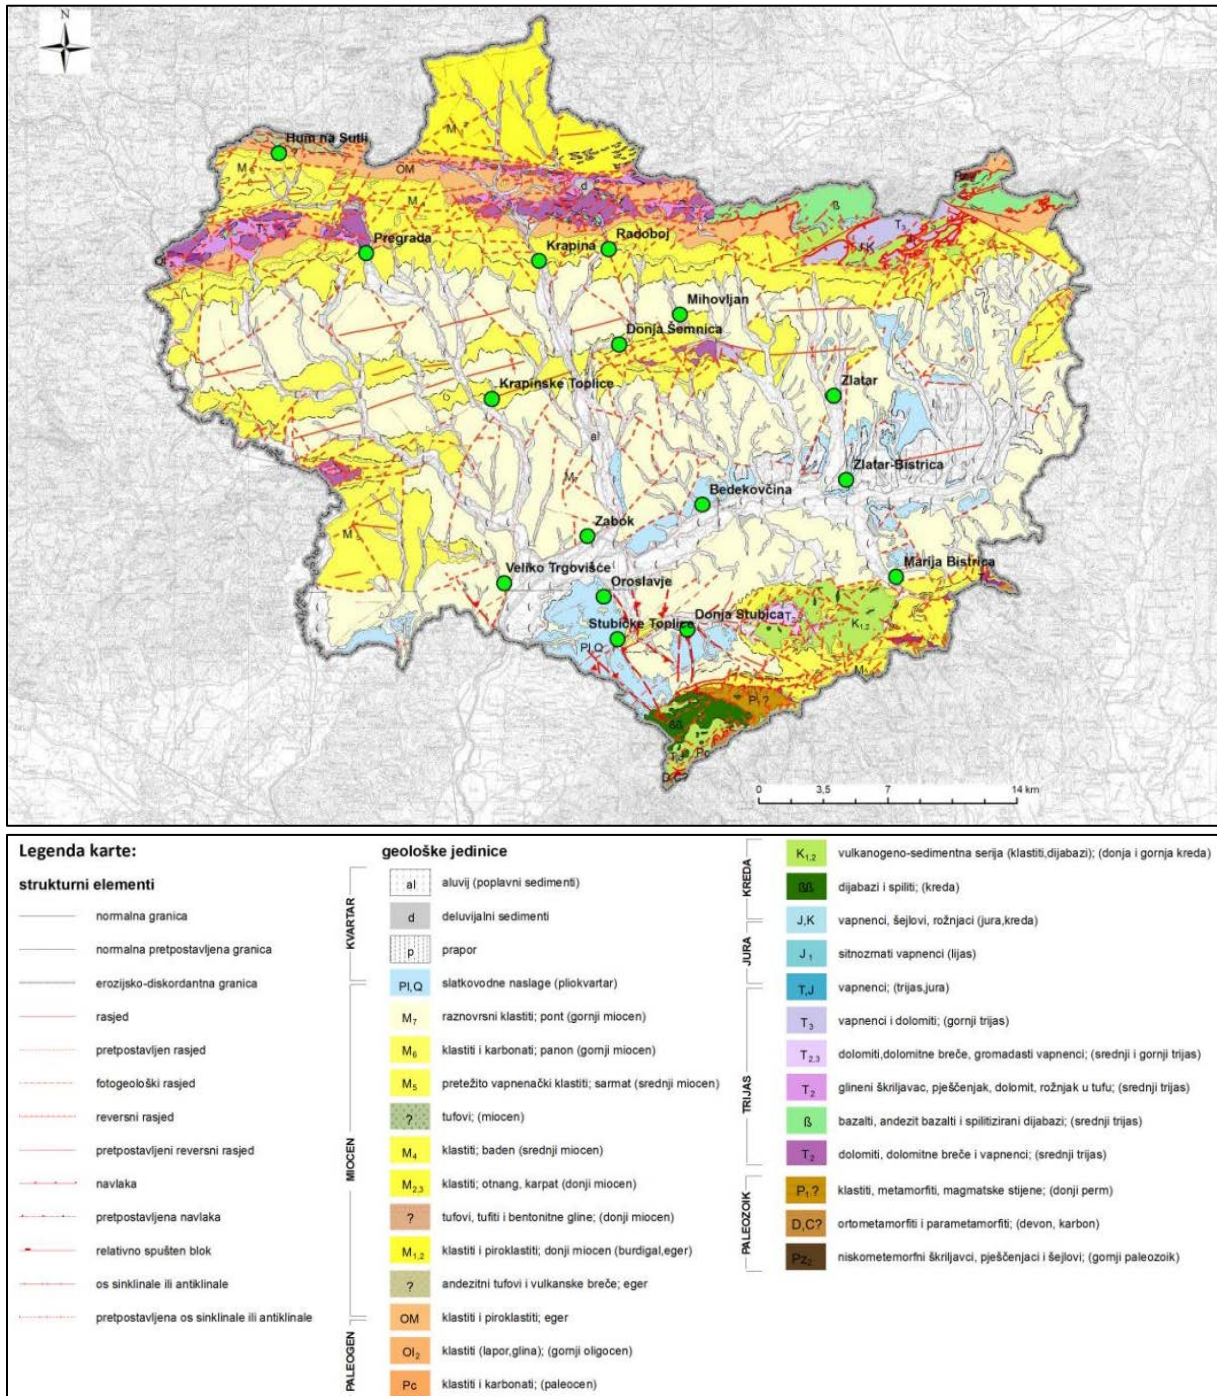 N
Hum na Sutli
OM
d
Pregrada
Krapina
Radoboj
Mihovljan
Donja Šemnica
Krapinske Toplice
Zlatar
al
Zlatar-Bistrica
Bedekovčina
Zabok
Veliko Trgovišće
Marija Bistrica
Oroslavje
Donja Stubica
Stubičke Toplice
K1,2
Pl,Q
P1 ?
ßß
Pc
0 3,5 7 14 km
Legenda karte:
strukturni elementi
normalna granica
normalna pretpostavljena granica
erozijsko-diskordantna granica
rasjed
pretpostavljen rasjed
fotogeološki rasjed
reversni rasjed
pretpostavljeni reversni rasjed
navlaka
pretpostavljena navlaka
relativno spušten blok
os sinklinale ili antiklinale
pretpostavljena os sinklinale ili antiklinale
geološke jedinice
KVARTAR
al aluvij (poplavni sedimenti)
d deluvijalni sedimenti
p prapor
MIOCEN
Pl,Q slatkovodne naslage (pliokvartar)
M7 raznovrsni klastiti; pont (gornji miocen)
M6 klastiti i karbonati; panon (gornji miocen)
M5 pretežito vapnenački klastiti; sarmat (srednji miocen)
? tufovi; (miocen)
M4 klastiti; baden (srednji miocen)
M2,3 klastiti; otnang, karpat (donji miocen)
? tufovi, tufiti i bentonitne gline; (donji miocen)
M1,2 klastiti i piroklastiti; donji miocen (burdigal,eger)
? andezitni tufovi i vulkanske breče; eger
PALEOGEN
OM klastiti i piroklastiti; eger
Ol2 klastiti (lapor,glina); (gornji oligocen)
Pc klastiti i karbonati; (paleocen)
KREDA
K1,2 vulkanogeno-sedimentna serija (klastiti,dijabazi); (donja i gornja kreda)
ßß dijabazi i spiliti; (kreda)
JURA
J,K vapnenci, šejlovi, rožnjaci (jura,kreda)
J1 sitnozrnati vapnenci (lijas)
TRIJAS
T,J vapnenci; (trijas,jura)
T3 vapnenci i dolomiti; (gornji trijas)
T2,3 dolomiti,dolomitne breče, gromadasti vapnenci; (srednji i gornji trijas)
T2 glineni škriljavac, pješčenjak, dolomit, rožnjak u tufu; (srednji trijas)
ß bazalti, andezit bazalti i spilitizirani dijabazi; (srednji trijas)
T2 dolomiti, dolomitne breče i vapnenci; (srednji trijas)
PALEOZOIK
P1 ? klastiti, metamorfiti, magmatske stijene; (donji perm)
D,C? ortometamorfiti i parametamorfiti; (devon, karbon)
Pz2 niskometemorfni škriljavci, pješčenjaci i šejlovi; (gornji paleozoik)